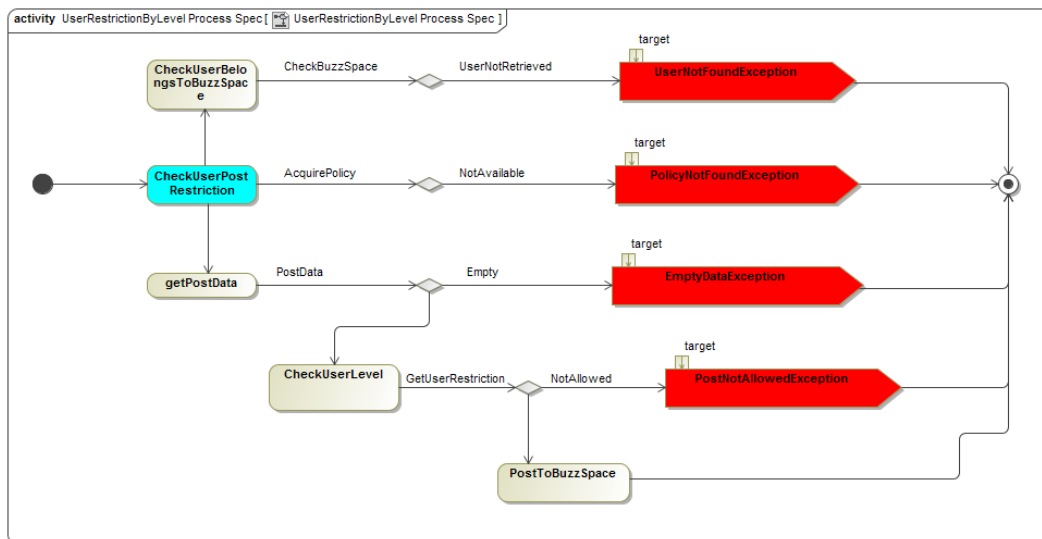 activity UserRestrictionByLevel Process Spec [ UserRestrictionByLevel Process Spec ]
target
CheckUserBelo
ngsToBuzzSpac
e
CheckBuzzSpace
UserNotRetrieved
UserNotFoundException
target
CheckUserPost
Restriction
AcquirePolicy
NotAvailable
PolicyNotFoundException
target
getPostData
PostData
Empty
EmptyDataException
target
CheckUserLevel
GetUserRestriction
NotAllowed
PostNotAllowedException
PostToBuzzSpace